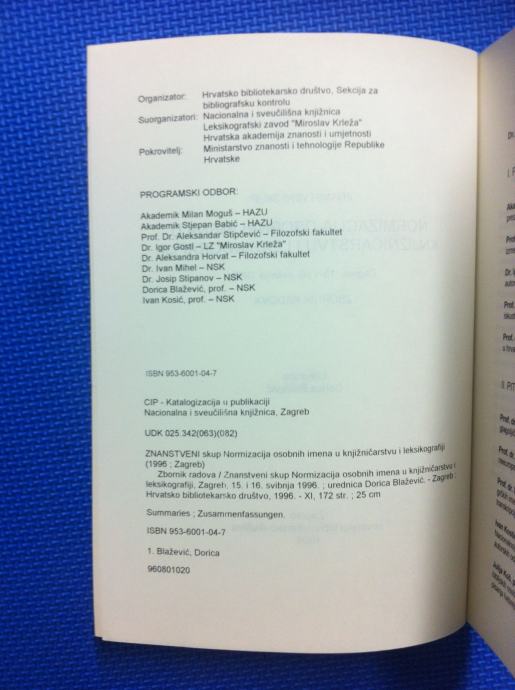 Organizator: Hrvatsko bibliotekarsko društvo, Sekcija za
bibliografsku kontrolu
Suorganizatori: Nacionalna i sveučilišna knjižnica
Leksikografski zavod "Miroslav Krleža"
Hrvatska akademija znanosti i umjetnosti
Pokrovitelj: Ministarstvo znanosti i tehnologije Republike
Hrvatske
PROGRAMSKI ODBOR:
Akademik Milan Moguš – HAZU
Akademik Stjepan Babić – HAZU
Prof. Dr. Aleksandar Stipčević – Filozofski fakultet
Dr. Igor Gostl – LZ "Miroslav Krleža"
Dr. Aleksandra Horvat – Filozofski fakultet
Dr. Ivan Mihel – NSK
Dr. Josip Stipanov – NSK
Dorica Blažević, prof. – NSK
Ivan Kosić, prof. – NSK
ISBN 953-6001-04-7
CIP - Katalogizacija u publikaciji
Nacionalna i sveučilišna knjižnica, Zagreb
UDK 025.342(063)(082)
ZNANSTVENI skup Normizacija osobnih imena u knjižničarstvu i leksikografiji
(1996 ; Zagreb)
Zbornik radova / Znanstveni skup Normizacija osobnih imena u knjižničarstvu i
leksikografiji, Zagreb, 15. i 16. svibnja 1996. ; urednica Dorica Blažević. - Zagreb :
Hrvatsko bibliotekarsko društvo, 1996. - XI, 172 str. ; 25 cm
Summaries ; Zusammenfassungen.
ISBN 953-6001-04-7
1. Blažević, Dorica
960801020